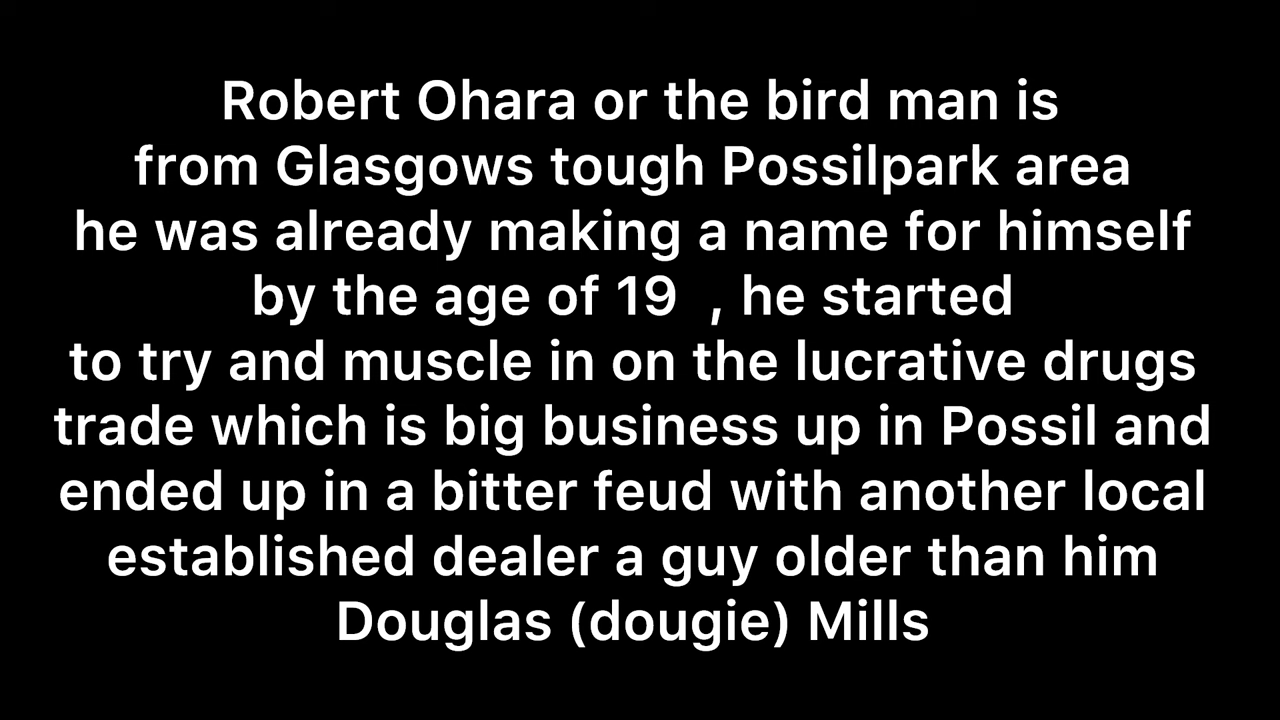 Robert Ohara or the bird man is
from Glasgows tough Possilpark area
he was already making a name for himself
by the age of 19  , he started
to try and muscle in on the lucrative drugs
trade which is big business up in Possil and
ended up in a bitter feud with another local
established dealer a guy older than him
Douglas (dougie) Mills